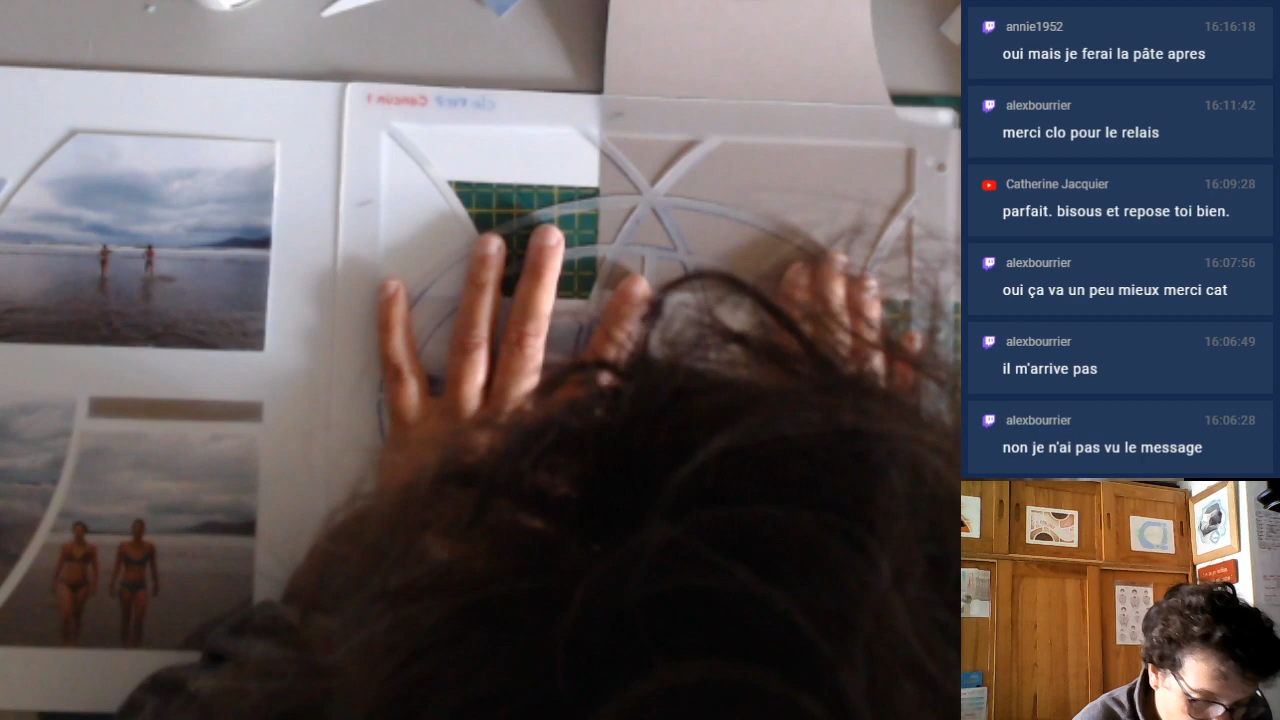 annie1952
16:16:18
oui mais je ferai la pâte apres
alexbourrier
16:11:42
merci clo pour le relais
Catherine Jacquier
16:09:28
parfait. bisous et repose toi bien.
alexbourrier
16:07:56
oui ça va un peu mieux merci cat
alexbourrier
16:06:49
il m'arrive pas
alexbourrier
16:06:28
non je n'ai pas vu le message